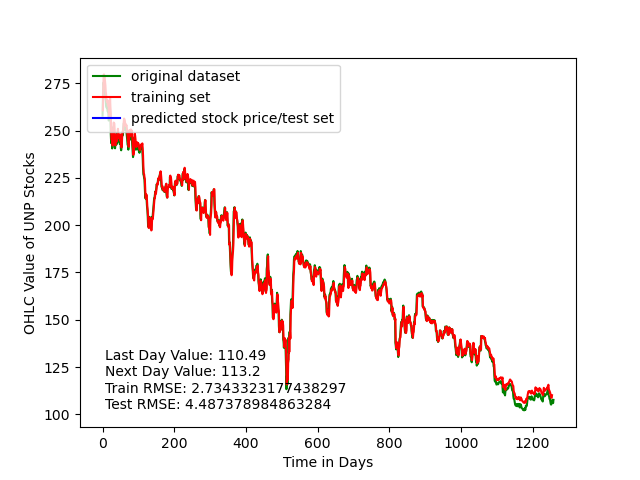 original dataset
training set
predicted stock price/test set
OHLC Value of UNP Stocks
275
250
225
200
175
150
125
100
Last Day Value: 110.49
Next Day Value: 113.2
Train RMSE: 2.7343323177438297
Test RMSE: 4.487378984863284
0 200 400 600 800 1000 1200
Time in Days